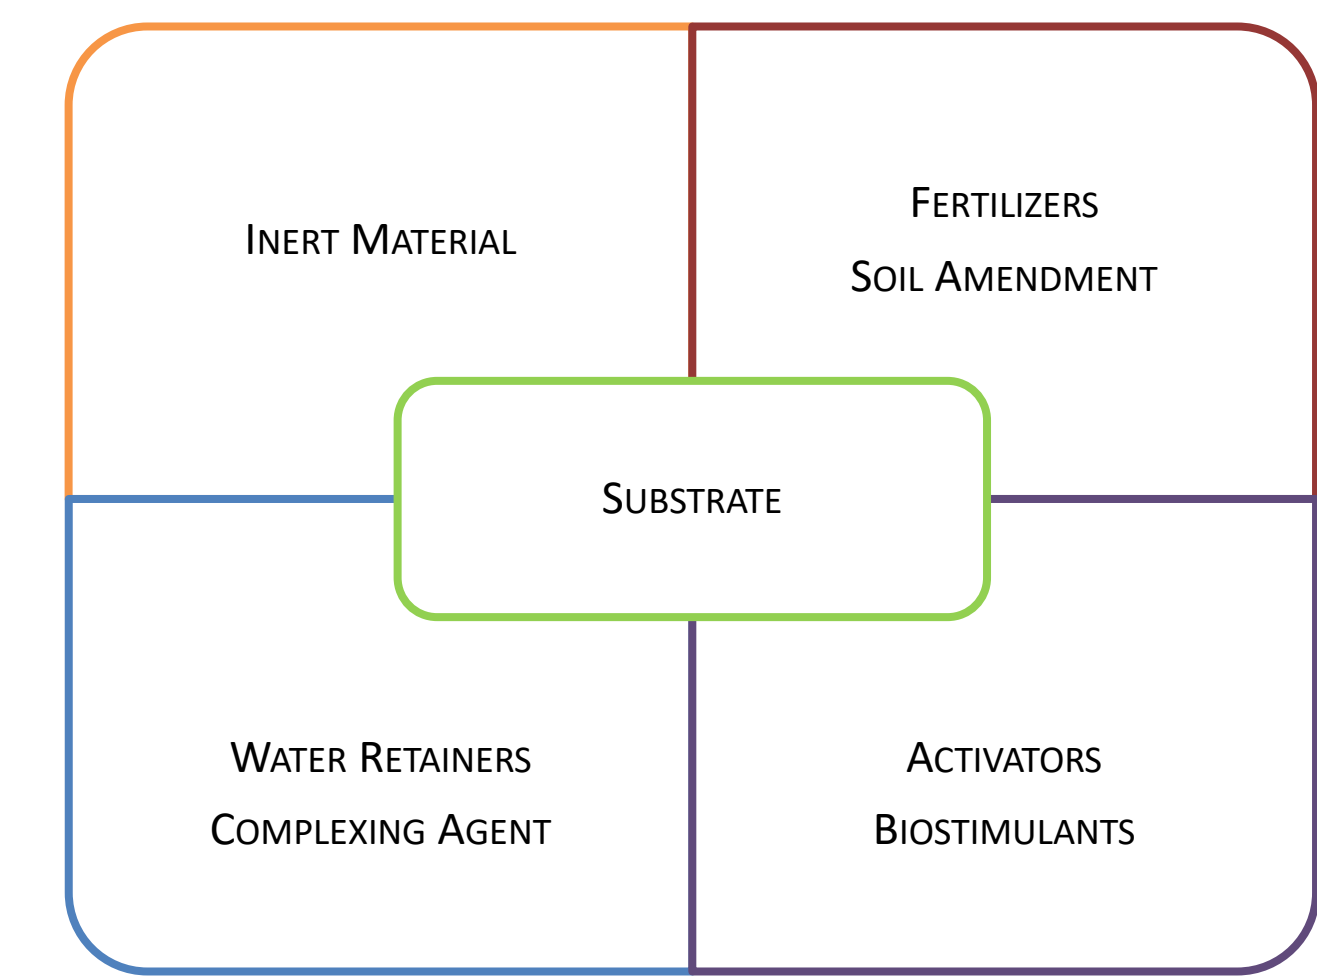 Inert Material
Fertilizers
Soil Amendment
Substrate
Water Retainers
Complexing Agent
Activators
Biostimulants